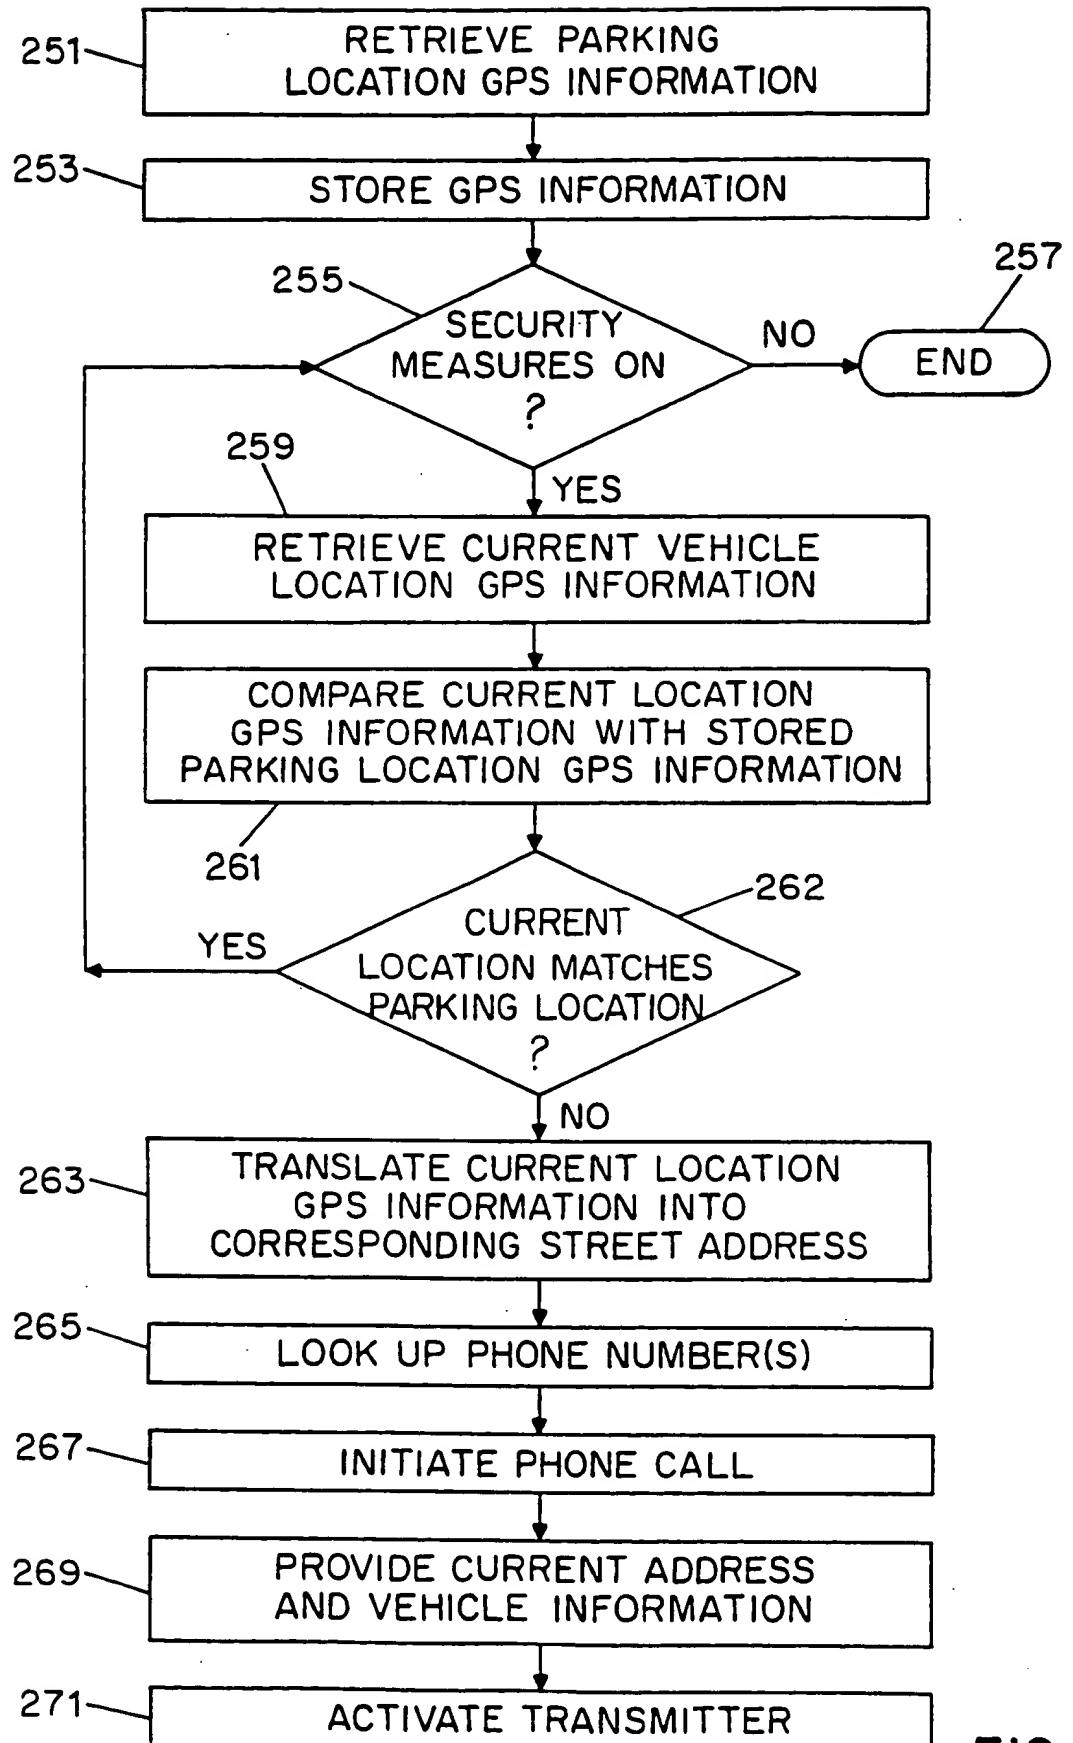 251
RETRIEVE PARKING
LOCATION GPS INFORMATION
253
STORE GPS INFORMATION
255
SECURITY
MEASURES ON
?
NO
257
END
YES
259
RETRIEVE CURRENT VEHICLE
LOCATION GPS INFORMATION
COMPARE CURRENT LOCATION
GPS INFORMATION WITH STORED
PARKING LOCATION GPS INFORMATION
261
262
CURRENT
LOCATION MATCHES
PARKING LOCATION
?
YES
NO
263
TRANSLATE CURRENT LOCATION
GPS INFORMATION INTO
CORRESPONDING STREET ADDRESS
265
LOOK UP PHONE NUMBER(S)
267
INITIATE PHONE CALL
269
PROVIDE CURRENT ADDRESS
AND VEHICLE INFORMATION
271
ACTIVATE TRANSMITTER